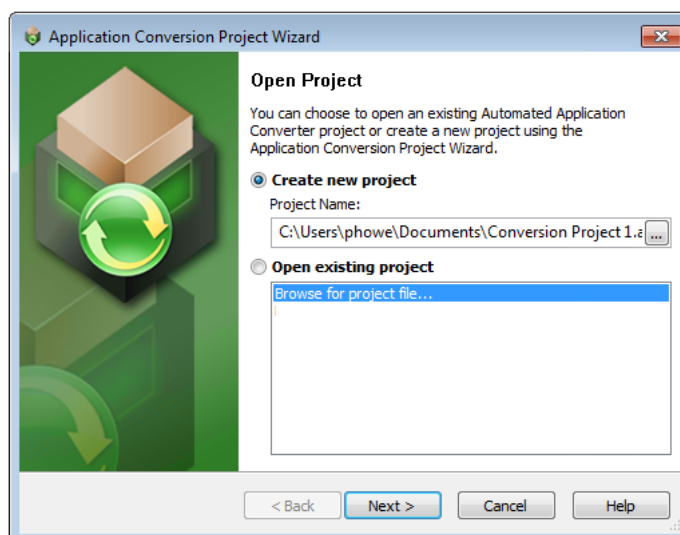 Application Conversion Project Wizard
Open Project
You can choose to open an existing Automated Application
Converter project or create a new project using the
Application Conversion Project Wizard.
Create new project
Project Name:
C:\Users\phowe\Documents\Conversion Project 1.a
...
Open existing project
Browse for project file...
< Back
Next >
Cancel
Help